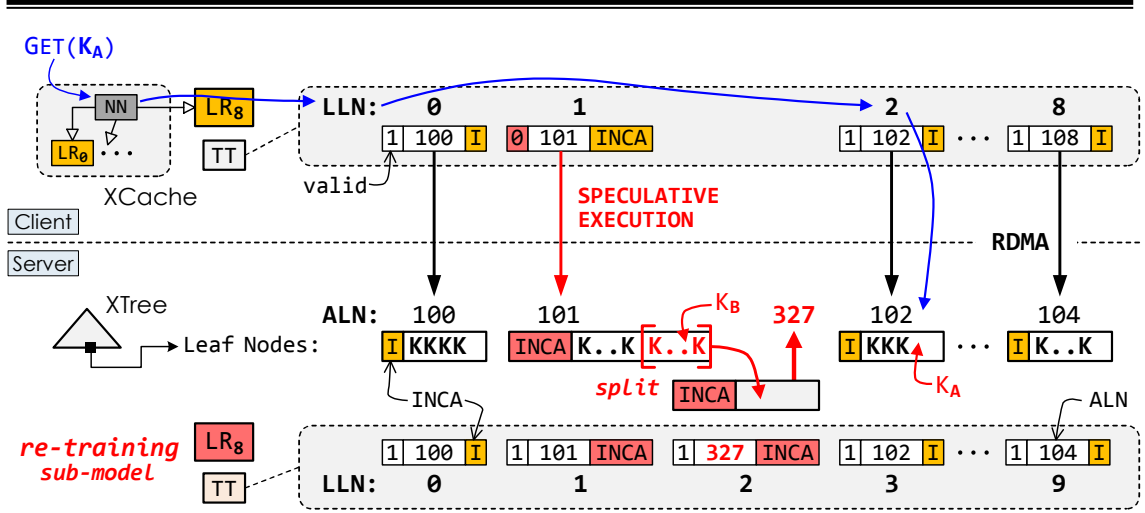 GET(KA)
NN
LR8
LR0 ...
TT
XCache
LLN: 0 1 2 8
1 100 I 0 101 INCA 1 102 I ... 1 108 I
valid
SPECULATIVE
EXECUTION
Client
RDMA
Server
XTree
ALN: 100 101 KB 327 102 104
Leaf Nodes: I KKKK INCA K..K K..K I KKK ... I K..K
split INCA KA
INCA ALN
re-training
sub-model
LR8
1 100 I 1 101 INCA 1 327 INCA 1 102 I ... 1 104 I
TT
LLN: 0 1 2 3 9